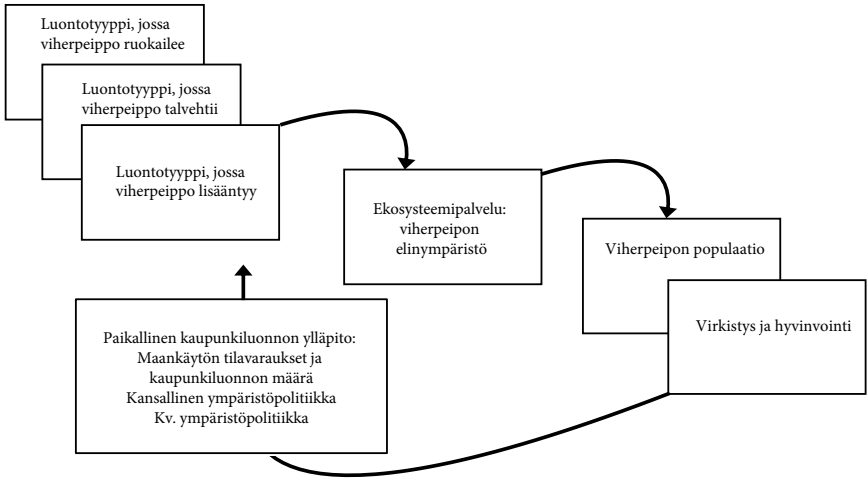 Luontotyyppi, jossa
viherpeippo ruokailee
Luontotyyppi, jossa
viherpeippo talvehtii
Luontotyyppi, jossa
viherpeippo lisääntyy
Ekosysteemipalvelu:
viherpeipon
elinympäristö
Viherpeipon populaatio
Virkistys ja hyvinvointi
Paikallinen kaupunkiluonnon ylläpito:
Maankäytön tilavaraukset ja
kaupunkiluonnon määrä
Kansallinen ympäristöpolitiikka
Kv. ympäristöpolitiikka